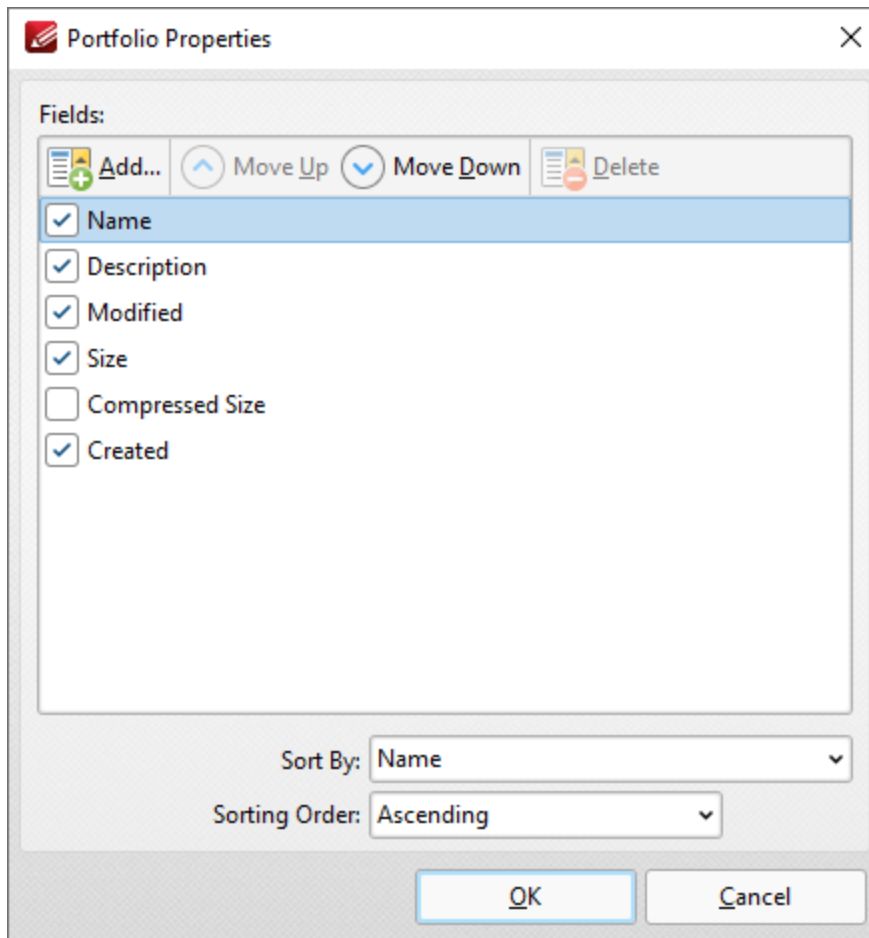 Portfolio Properties
Fields:
Add... Move Up Move Down Delete
Name
Description
Modified
Size
Compressed Size
Created
Sort By: Name
Sorting Order: Ascending
OK Cancel